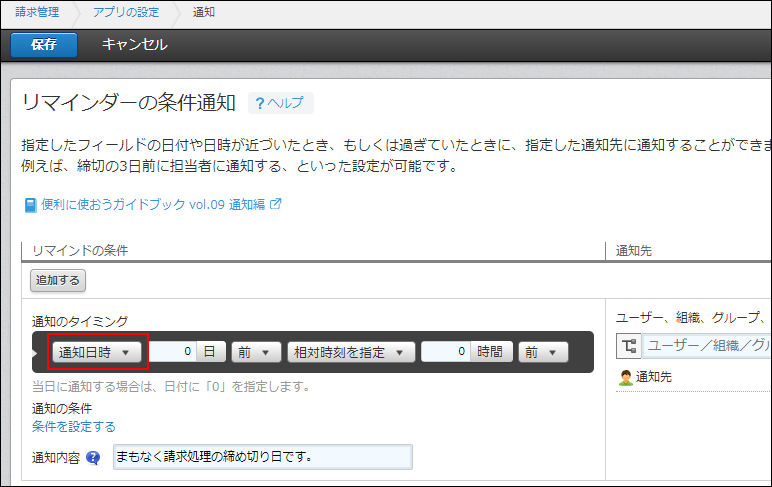 請求管理 アプリの設定 通知
保存 キャンセル
リマインダーの条件通知 ?ヘルプ
指定したフィールドの日付や日時が近づいたとき、もしくは過ぎていたときに、指定した通知先に通知することができま
例えば、締切の3日前に担当者に通知する、といった設定が可能です。
便利に使おうガイドブック vol.09 通知編
リマインドの条件 通知先
追加する
通知のタイミング ユーザー、組織、グループ、
通知日時 0 日 前 相対時刻を指定 0 時間 前 ユーザー／組織／グル
当日に通知する場合は、日付に「0」を指定します。 通知先
通知の条件
条件を設定する
通知内容 ? まもなく請求処理の締め切り日です。